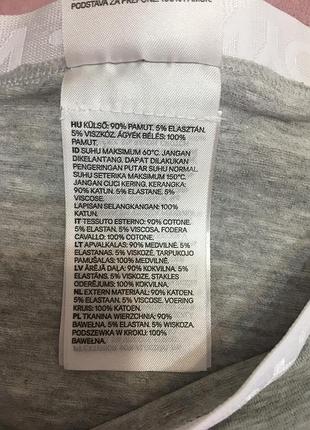 PODSTAVA ZA PREPONE: 100% PAMUK.
HU KÜLSŐ: 90% PAMUT. 5% ELASZTÁN.
5% VISZKÓZ. ÁGYÉK BÉLÉS: 100%
PAMUT.
ID SUHU MAKSIMUM 60°C. JANGAN
DIKELANTANG. DAPAT DILAKUKAN
PENGERINGAN PUTAR SUHU NORMAL.
SUHU SETERIKA MAKSIMUM 150°C.
JANGAN CUCI KERING. KERANGKA:
90% KATUN. 5% ELASTANE. 5%
VISCOSE.
LAPISAN SELANGKANGAN: 100%
KATUN.
IT TESSUTO ESTERNO: 90% COTONE.
5% ELASTAN. 5% VISCOSA. FODERA
CAVALLO: 100% COTONE.
LT APVALKALAS: 90% MEDVILNĖ. 5%
ELASTANAS. 5% VISKOZĖ. TARPUKOJO
PAMUŠALAS: 100% MEDVILNĖ.
LV ĀRĒJĀ DAĻA: 90% KOKVILNA. 5%
ELASTĀNS. 5% VISKOZE. STAKLES
ODERĒJUMS: 100% KOKVILNA.
NL EXTERN MATERIAAL: 90% KATOEN.
5% ELASTAAN. 5% VISCOSE. VOERING
KRUIS: 100% KATOEN.
PL TKANINA WIERZCHNIA: 90%
BAWEŁNA. 5% ELASTAN. 5% WISKOZA.
PODSZEWKA W KROKU: 100%
BAWEŁNA.